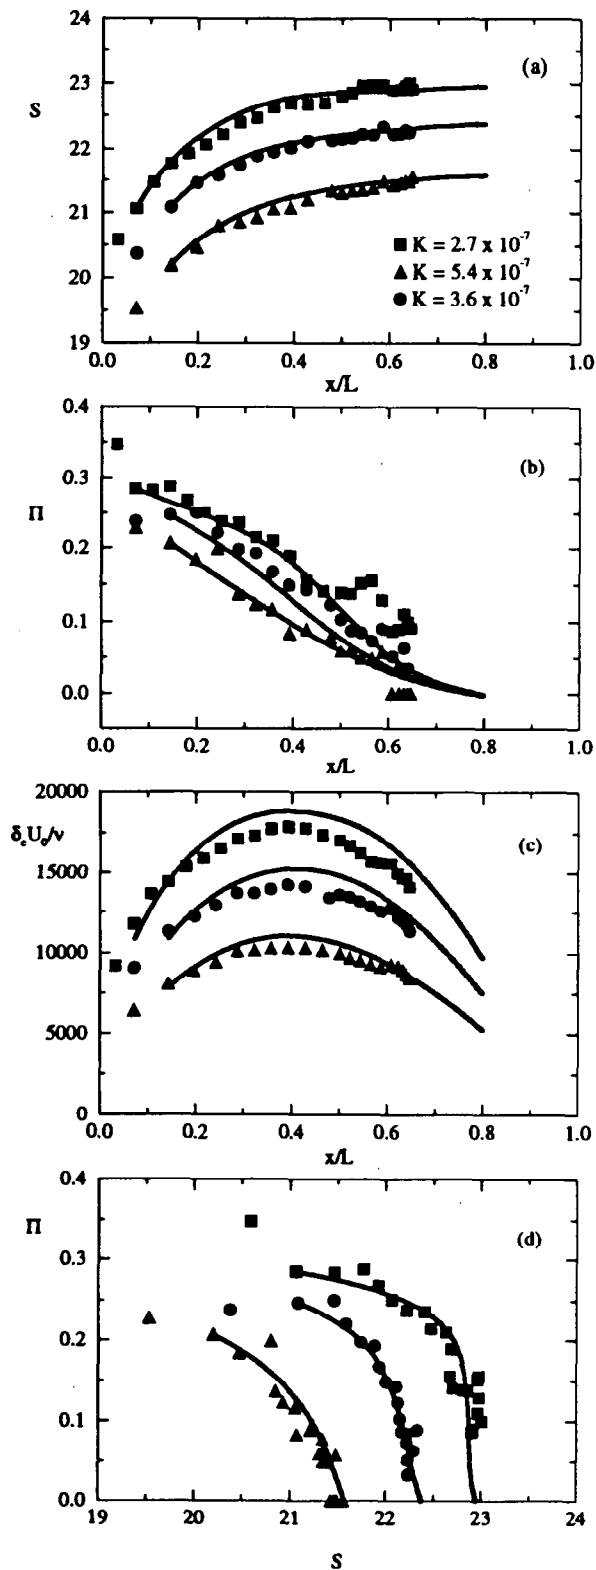 24
23
S
22
21
20
19
(a)
■ K = 2.7 x 10⁻⁷
▲ K = 5.4 x 10⁻⁷
● K = 3.6 x 10⁻⁷
0.0 0.2 0.4 0.6 0.8 1.0
x/L
0.4
(b)
0.3
Π
0.2
0.1
0.0
0.0 0.2 0.4 0.6 0.8 1.0
x/L
20000
δ꜀Uₒ/ν
(c)
15000
10000
5000
0
0.0 0.2 0.4 0.6 0.8 1.0
x/L
0.4
Π
(d)
0.3
0.2
0.1
0.0
19 20 21 22 23 24
S